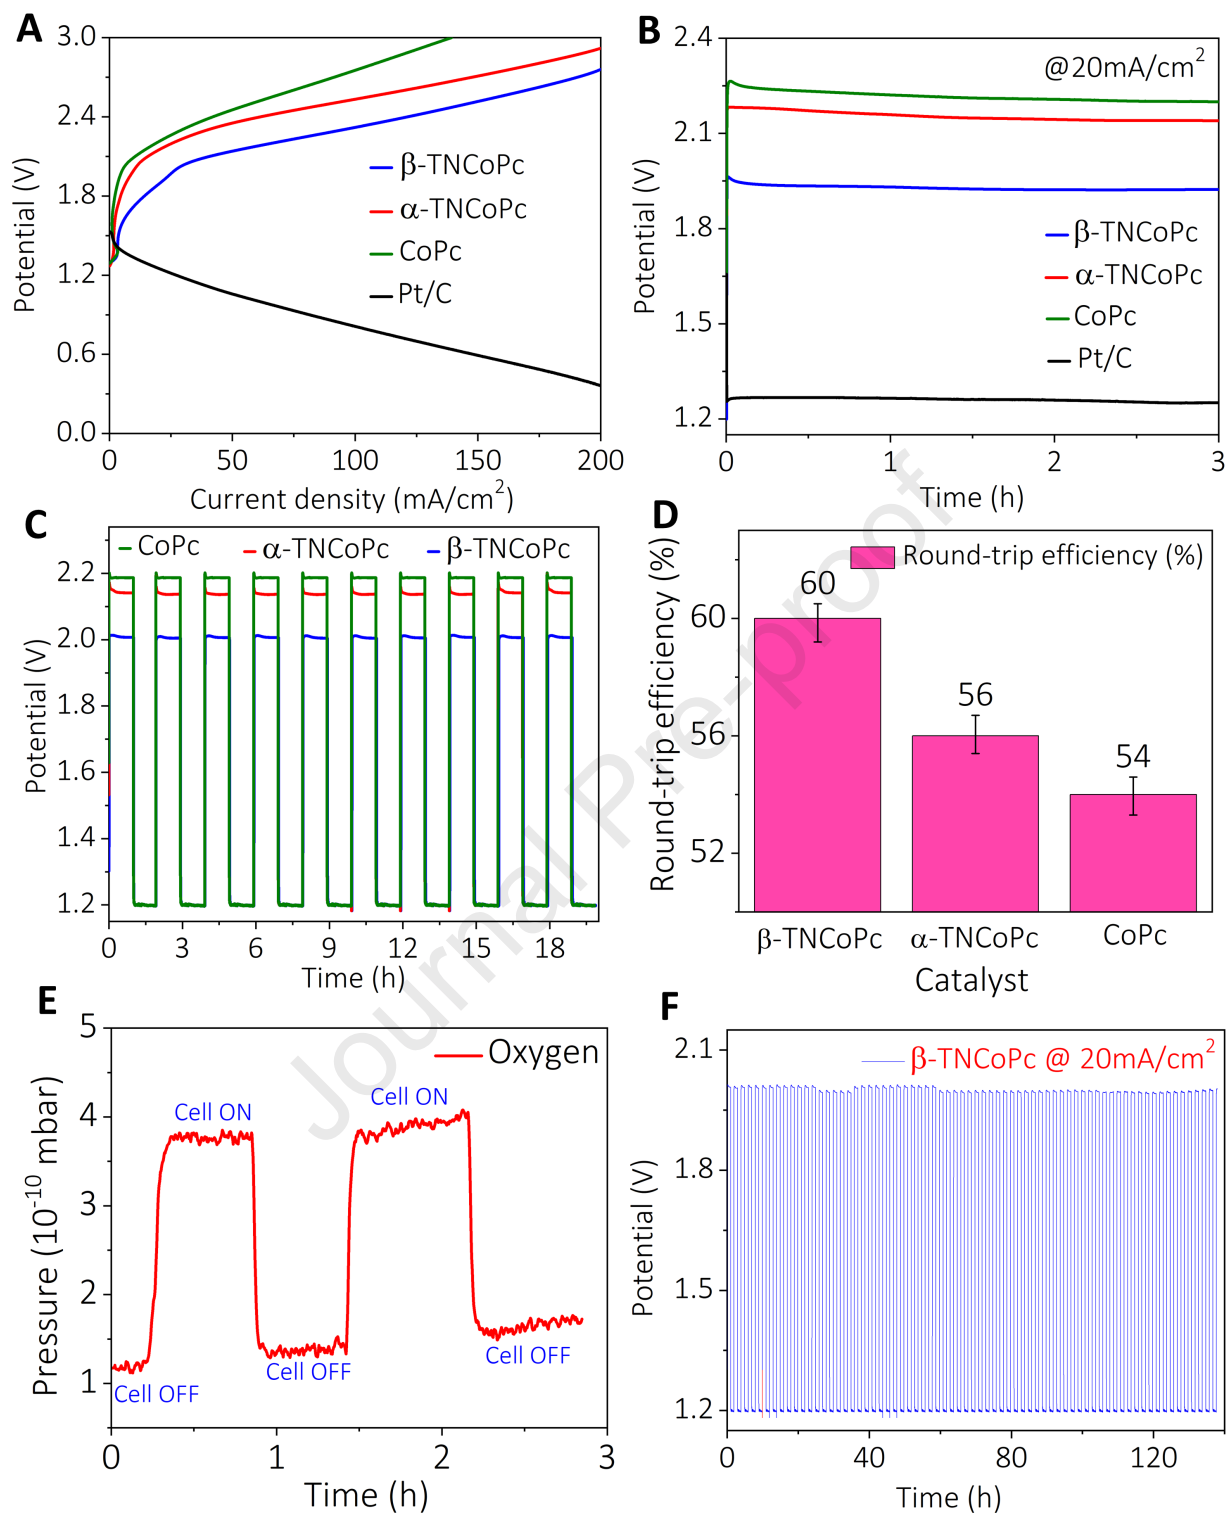 A
3.0
2.4
1.8
1.2
0.6
0.0
Potential (V)
β-TNCoPc
α-TNCoPc
CoPc
Pt/C
0
50
100
150
200
Current density (mA/cm²)
B
2.4
2.1
1.8
1.5
1.2
Potential (V)
@20mA/cm²
β-TNCoPc
α-TNCoPc
CoPc
Pt/C
0
1
2
3
Time (h)
C
CoPc
α-TNCoPc
β-TNCoPc
2.2
2.0
1.8
1.6
1.4
1.2
Potential (V)
0
3
6
9
12
15
18
Time (h)
D
Round-trip efficiency (%)
60
56
52
Round-trip efficiency (%)
60
56
54
β-TNCoPc
α-TNCoPc
CoPc
Catalyst
E
5
4
3
2
1
Pressure (10⁻¹⁰ mbar)
Oxygen
Cell ON
Cell ON
Cell OFF
Cell OFF
Cell OFF
0
1
2
3
Time (h)
F
2.1
1.8
1.5
1.2
Potential (V)
β-TNCoPc @ 20mA/cm²
0
40
80
120
Time (h)
Journal Pre-proof